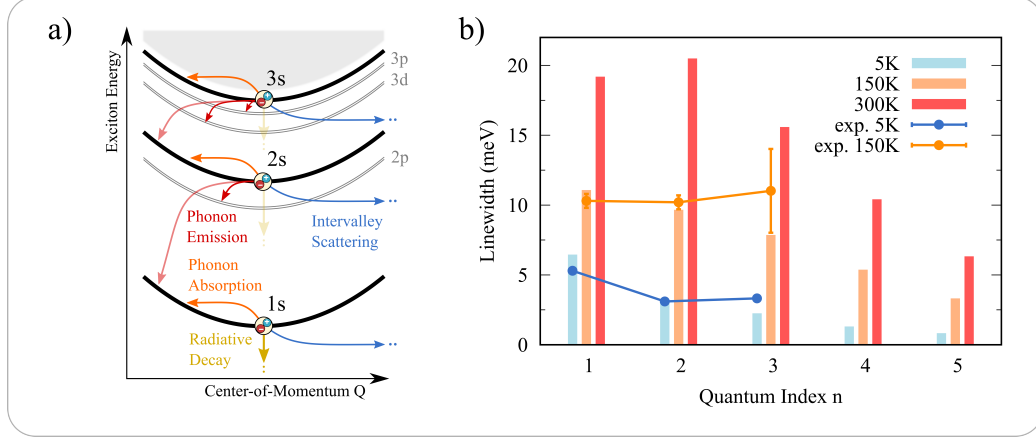 a)
Exciton Energy
3s
3p
3d
2s
2p
Phonon
Emission
Intervalley
Scattering
Phonon
Absorption
1s
Radiative
Decay
Center-of-Momentum Q
b)
Linewidth (meV)
20
15
10
5
0
5K
150K
300K
exp. 5K
exp. 150K
1 2 3 4 5
Quantum Index n